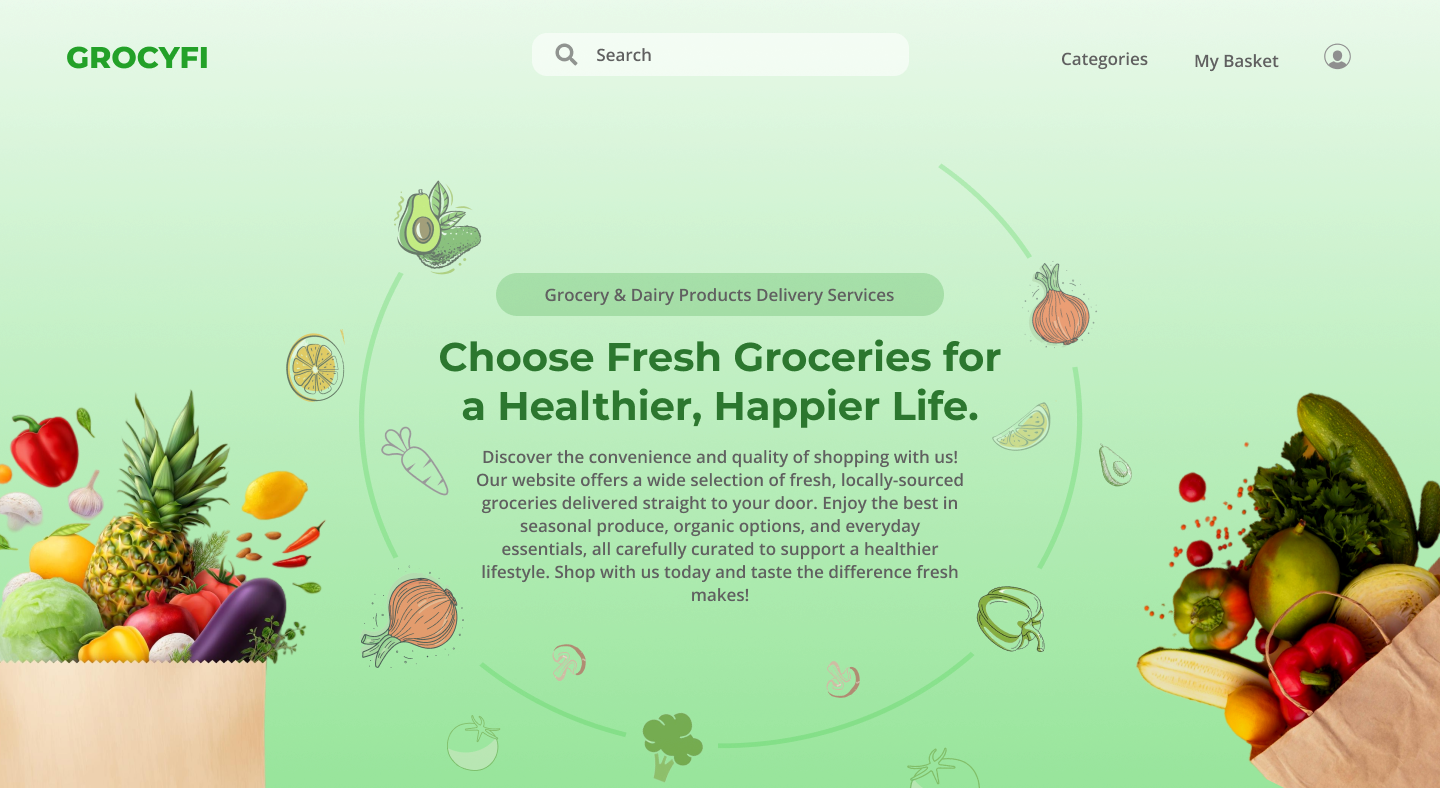 GROCYFI
Search
Categories
My Basket
Grocery & Dairy Products Delivery Services
Choose Fresh Groceries for
a Healthier, Happier Life.
Discover the convenience and quality of shopping with us!
Our website offers a wide selection of fresh, locally-sourced
groceries delivered straight to your door. Enjoy the best in
seasonal produce, organic options, and everyday
essentials, all carefully curated to support a healthier
lifestyle. Shop with us today and taste the difference fresh
makes!